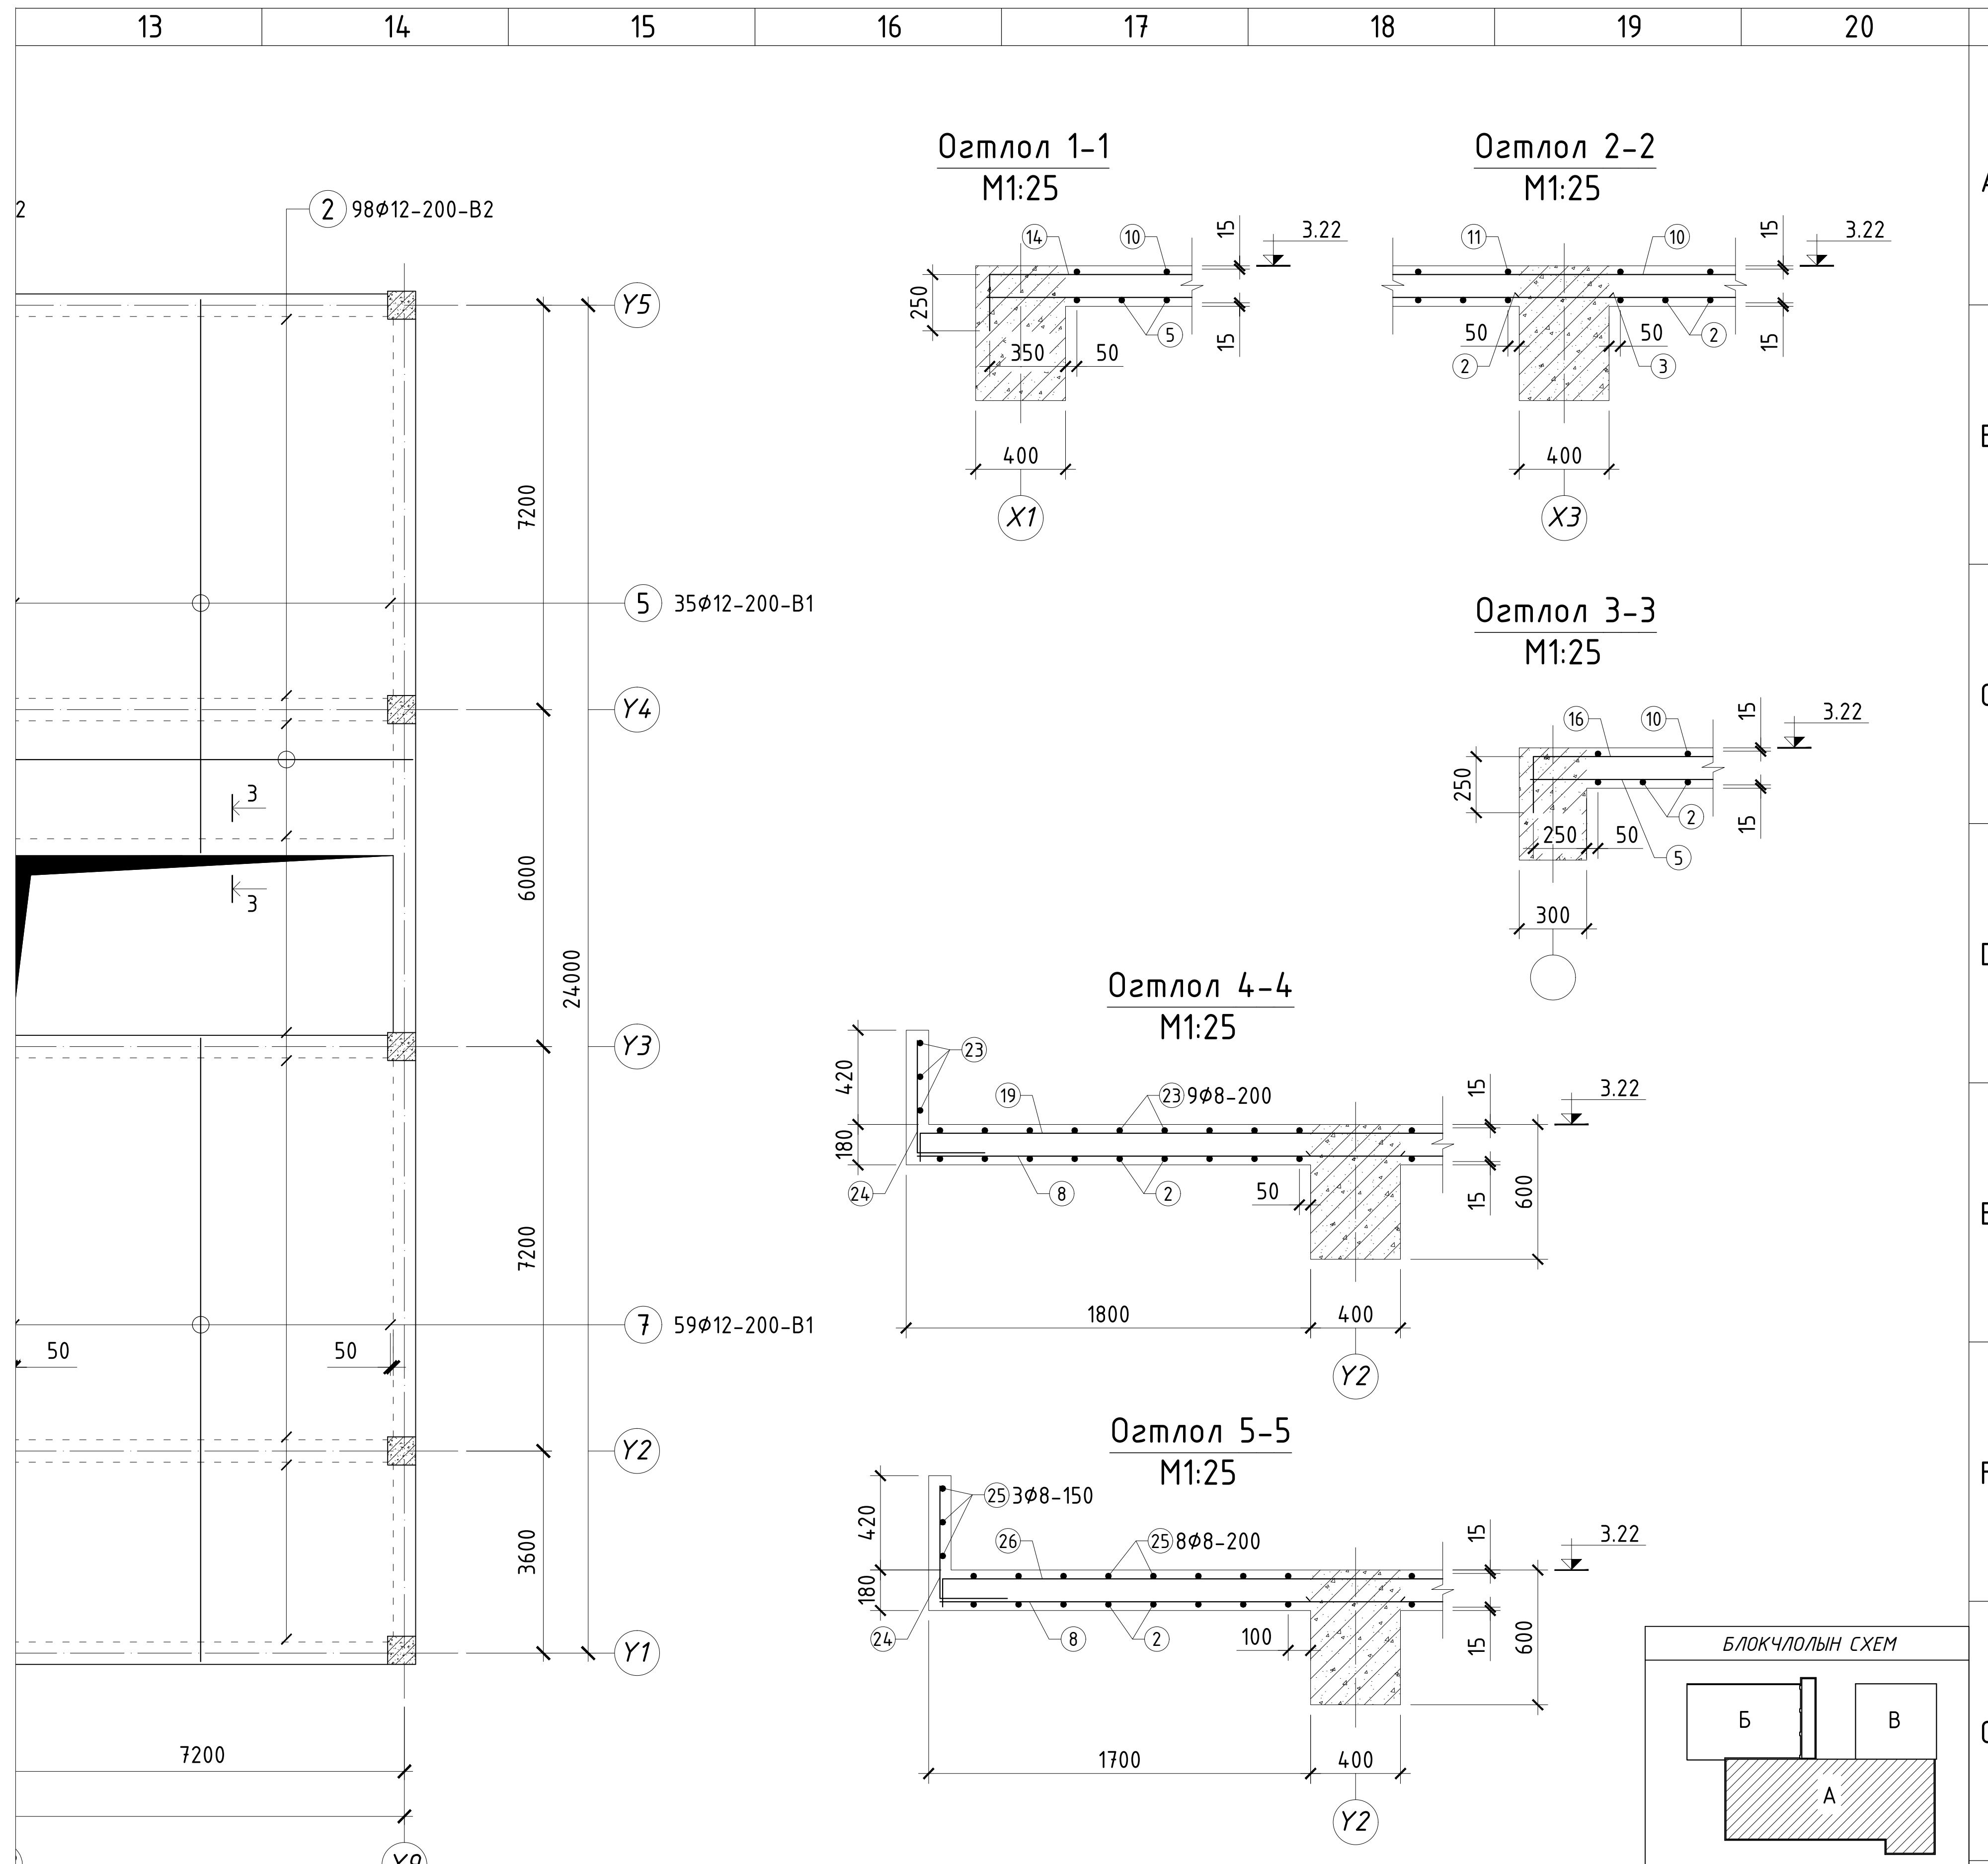 13 14 15 16 17 18 19 20
2
2 98ϕ12-200-B2
Y5
7200
5 35ϕ12-200-B1
Y4
3
6000
3
24000
Y3
7200
7 59ϕ12-200-B1
50 50
Y2
3600
Y1
7200
Огтлол 1-1
М1:25
14 10 15 3.22
250
5
350 50
15
400
X1
Огтлол 2-2
М1:25
11 10 15 3.22
50 50 2
2 3
15
400
X3
Огтлол 3-3
М1:25
16 10 15 3.22
250
2
250 50
5
15
300
Огтлол 4-4
М1:25
420
23
19 23 9ϕ8-200
15 3.22
180
24 8 2 50
15 600
1800 400
Y2
Огтлол 5-5
М1:25
420
25 3ϕ8-150
26 25 8ϕ8-200
15 3.22
180
24 8 2 100
15 600
1700 400
Y2
БЛОКЧЛОЛЫН СХЕМ
Б В
А